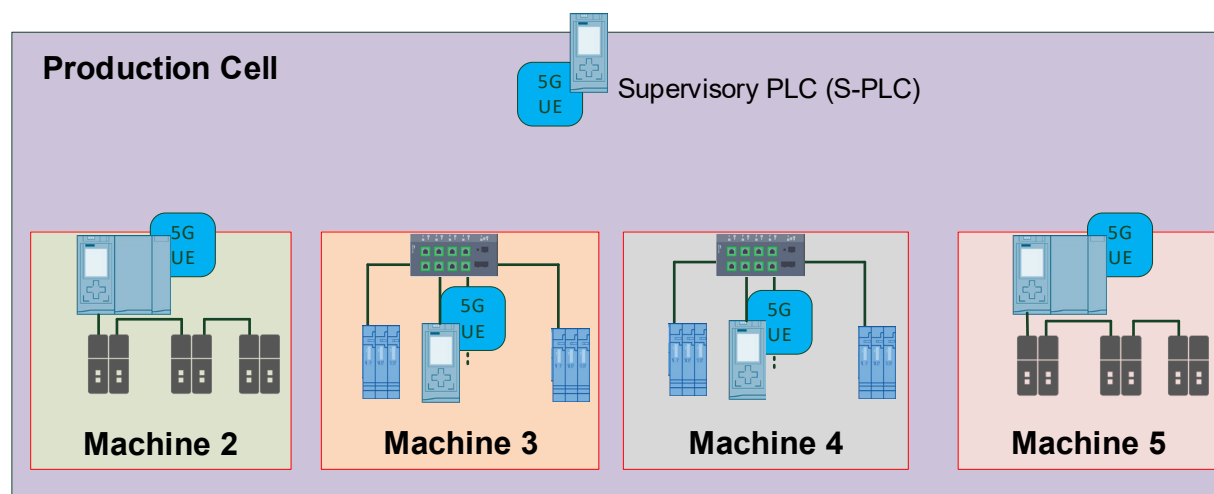 Production Cell
5G
UE
Supervisory PLC (S-PLC)
5G
UE
5G
UE
5G
UE
5G
UE
Machine 2
Machine 3
Machine 4
Machine 5